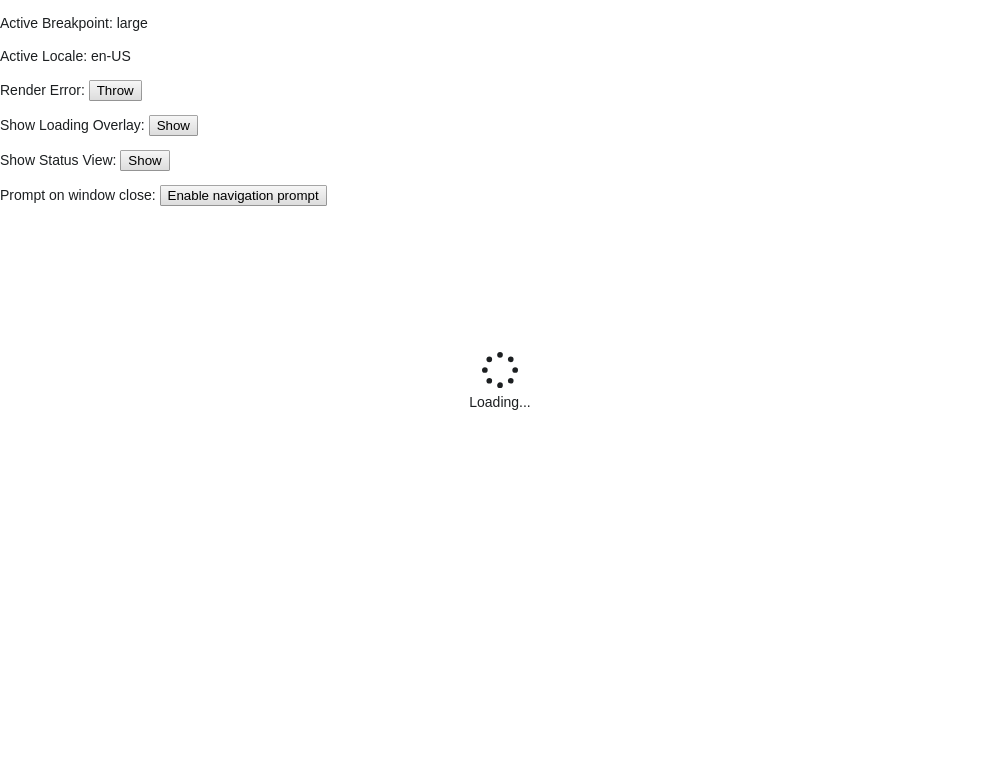 Active Breakpoint: large
Active Locale: en-US
Render Error: Throw
Show Loading Overlay: Show
Show Status View: Show
Prompt on window close: Enable navigation prompt
Loading...